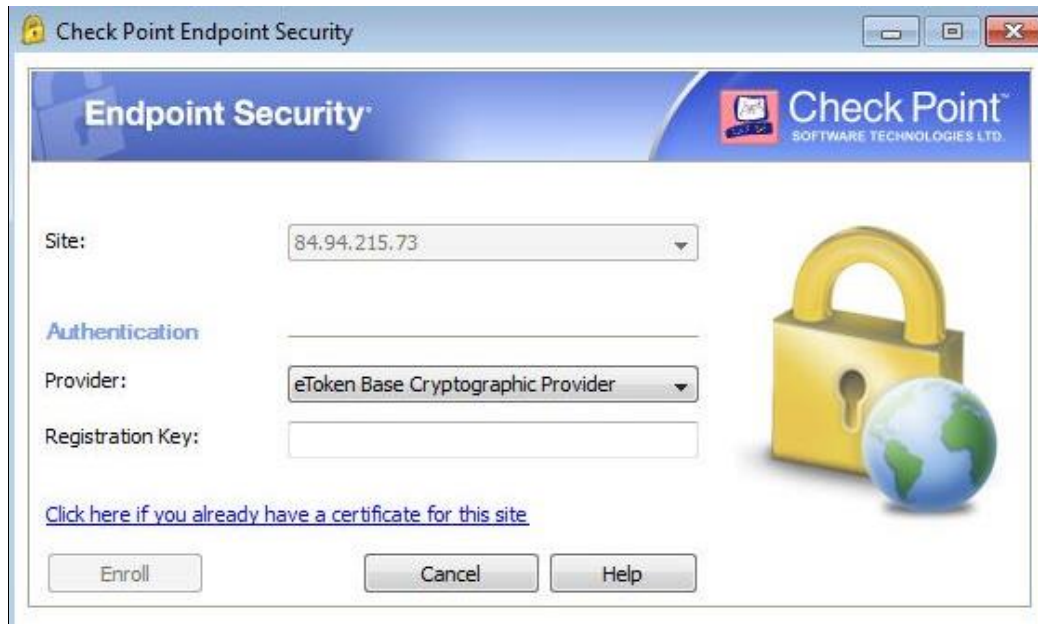 Check Point Endpoint Security
Endpoint Security
Check Point™
SOFTWARE TECHNOLOGIES LTD.
Site:
84.94.215.73
Authentication
Provider:
eToken Base Cryptographic Provider
Registration Key:
Click here if you already have a certificate for this site
Enroll
Cancel
Help